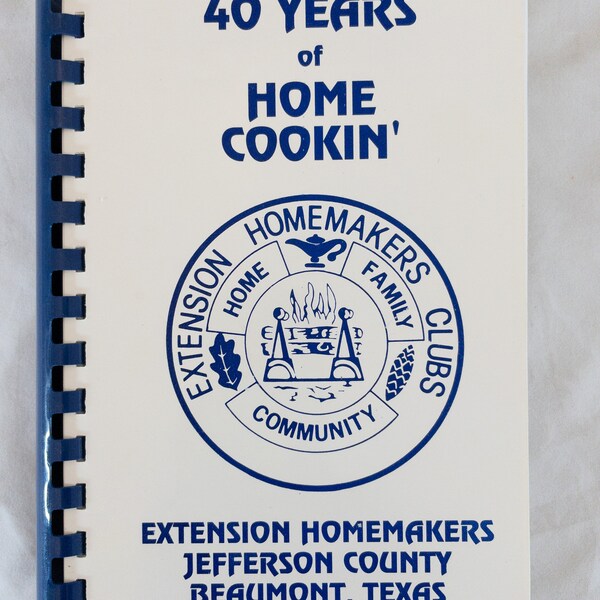 40 YEARS
of
HOME
COOKIN'
EXTENSION HOMEMAKERS CLUBS
HOME
FAMILY
COMMUNITY
EXTENSION HOMEMAKERS
JEFFERSON COUNTY
BEAUMONT, TEXAS